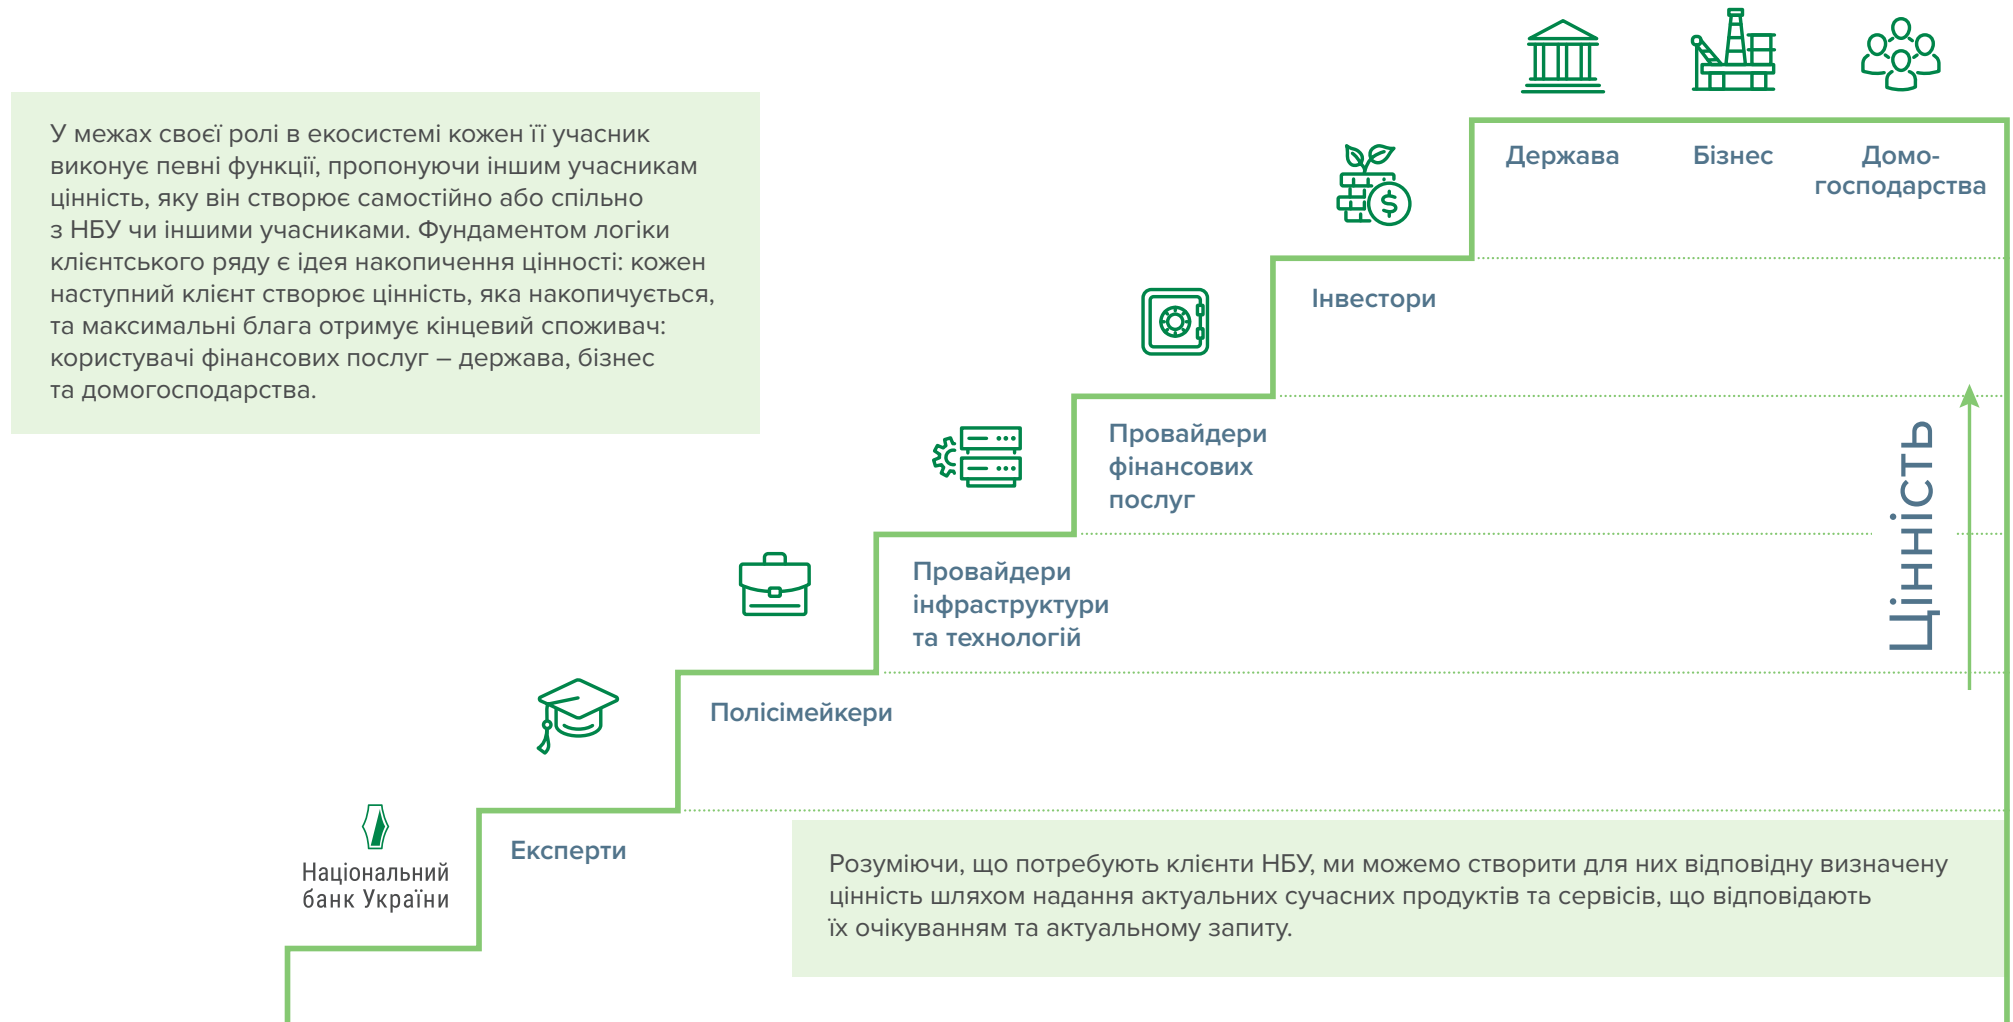 У межах своєї ролі в екосистемі кожен її учасник
виконує певні функції, пропонуючи іншим учасникам
цінність, яку він створює самостійно або спільно
з НБУ чи іншими учасниками. Фундаментом логіки
клієнтського ряду є ідея накопичення цінності: кожен
наступний клієнт створює цінність, яка накопичується,
та максимальні блага отримує кінцевий споживач:
користувачі фінансових послуг – держава, бізнес
та домогосподарства.
Держава
Бізнес
Домо-
господарства
Інвестори
Провайдери
фінансових
послуг
Цінність
Провайдери
інфраструктури
та технологій
Полісімейкери
Експерти
Національний
банк України
Розуміючи, що потребують клієнти НБУ, ми можемо створити для них відповідну визначену
цінність шляхом надання актуальних сучасних продуктів та сервісів, що відповідають
їх очікуванням та актуальному запиту.
$